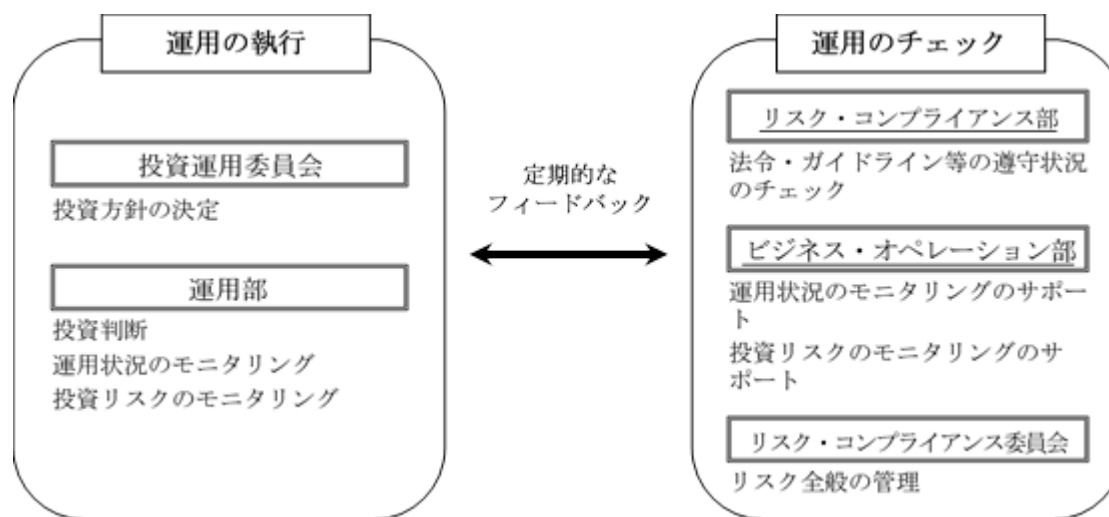 運用の執行
投資運用委員会
投資方針の決定
運用部
投資判断
運用状況のモニタリング
投資リスクのモニタリング
定期的な
フィードバック
運用のチェック
リスク・コンプライアンス部
法令・ガイドライン等の遵守状況
のチェック
ビジネス・オペレーション部
運用状況のモニタリングのサポー
ト
投資リスクのモニタリングのサ
ポート
リスク・コンプライアンス委員会
リスク全般の管理